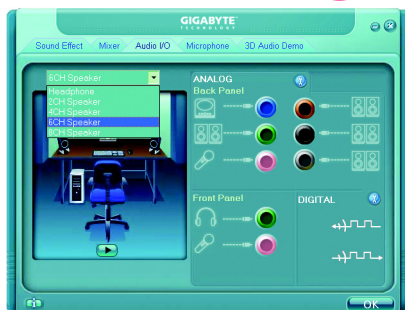 GIGABYTE
TECHNOLOGY
Sound Effect Mixer Audio I/O Microphone 3D Audio Demo
6CH Speaker
Headphone
2CH Speaker
4CH Speaker
6CH Speaker
8CH Speaker
ANALOG
Back Panel
Front Panel
DIGITAL
OK